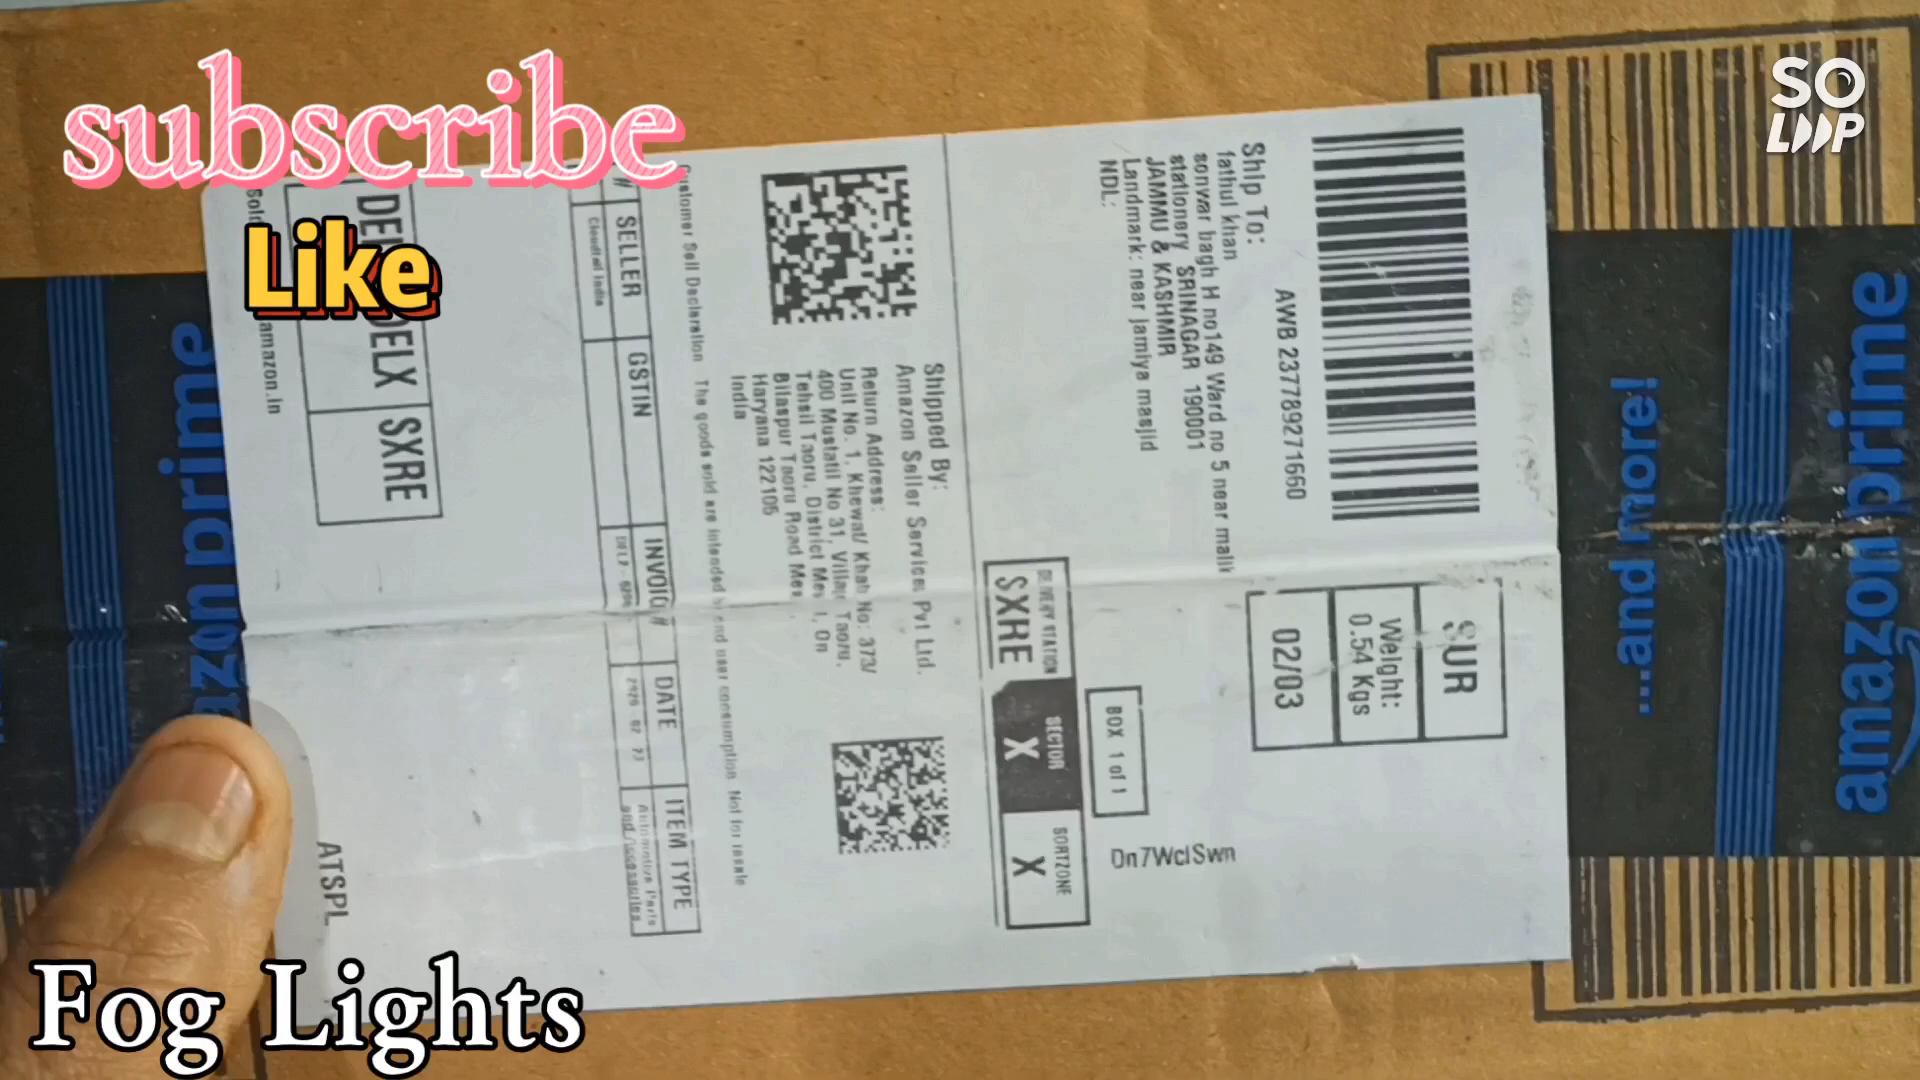 subscribe
Like
SO
LOOP
Ship To:
fathul khan
sonwar bagh H no149 Ward no 5 near malik
stationery SRINAGAR 190001
JAMMU & KASHMIR
Landmark: near jamiya masjid
NDL:
AWB 237789271660
SUR
Weight:
0.54 Kgs
02/03
BOX 1 of 1
DELIVERY STATION
SXRE
SECTOR
X
SORTZONE
X
Dn7WclSwn
Shipped By:
Amazon Seller Services Pvt Ltd.
Return Address:
Unit No. 1, Khewat/ Khata No: 373/
400 Mustatil No 31, Village Taoru,
Tehsil Taoru, District Mewat, On
Bilaspur Taoru Road Mewat
Haryana 122105
India
Customer Self Declaration The goods sold are intended end user consumption. Not for resale
# SELLER GSTIN INVOICE # DATE ITEM TYPE
Clouded India Automotive Parts
and Accessories
DELX SXRE
Sold amazon.in
ATSPL
amazon prime
...and more!
amazon prime
Fog Lights